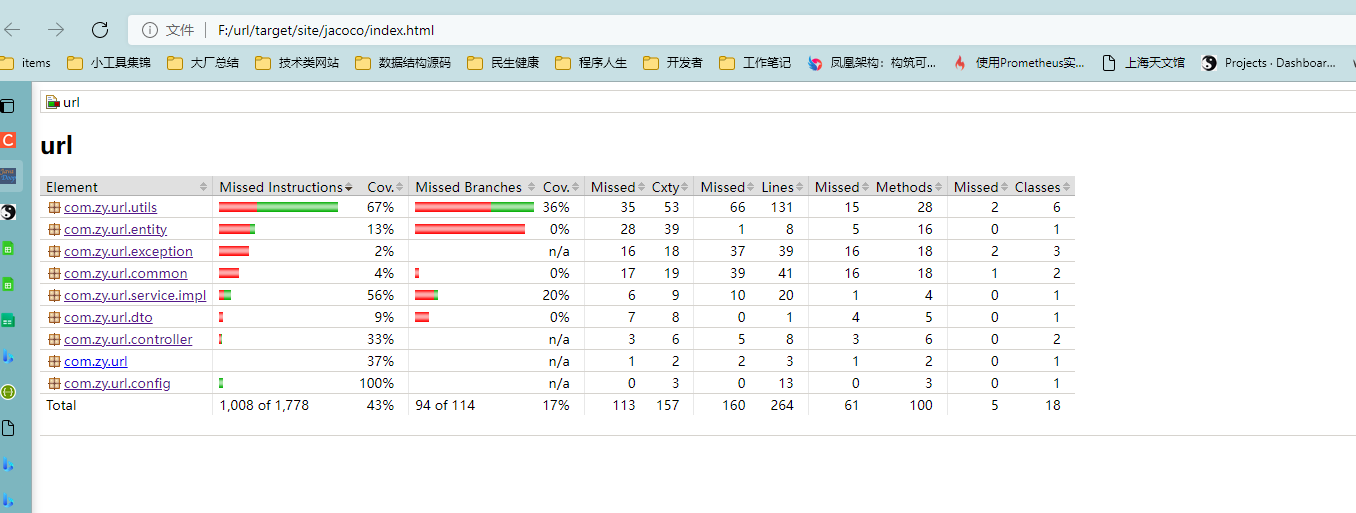 文件 F:/url/target/site/jacoco/index.html
items 小工具集锦 大厂总结 技术类网站 数据结构源码 民生健康 程序人生 开发者 工作笔记 凤凰架构：构筑可... 使用Prometheus实... 上海天文馆 Projects · Dashboar...
url
url
Element Missed Instructions Cov. Missed Branches Cov. Missed Cxty Missed Lines Missed Methods Missed Classes
com.zy.url.utils 67% 36% 35 53 66 131 15 28 2 6
com.zy.url.entity 13% 0% 28 39 1 8 5 16 0 1
com.zy.url.exception 2% n/a 16 18 37 39 16 18 2 3
com.zy.url.common 4% 0% 17 19 39 41 16 18 1 2
com.zy.url.service.impl 56% 20% 6 9 10 20 1 4 0 1
com.zy.url.dto 9% 0% 7 8 0 1 4 5 0 1
com.zy.url.controller 33% n/a 3 6 5 8 3 6 0 2
com.zy.url 37% n/a 1 2 2 3 1 2 0 1
com.zy.url.config 100% n/a 0 3 0 13 0 3 0 1
Total 1,008 of 1,778 43% 94 of 114 17% 113 157 160 264 61 100 5 18